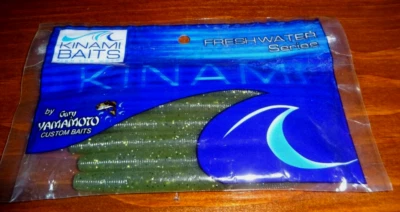 KINAMI
BAITS
FRESHWATER
Series
KINAMI
by Gary
YAMAMOTO
CUSTOM BAITS